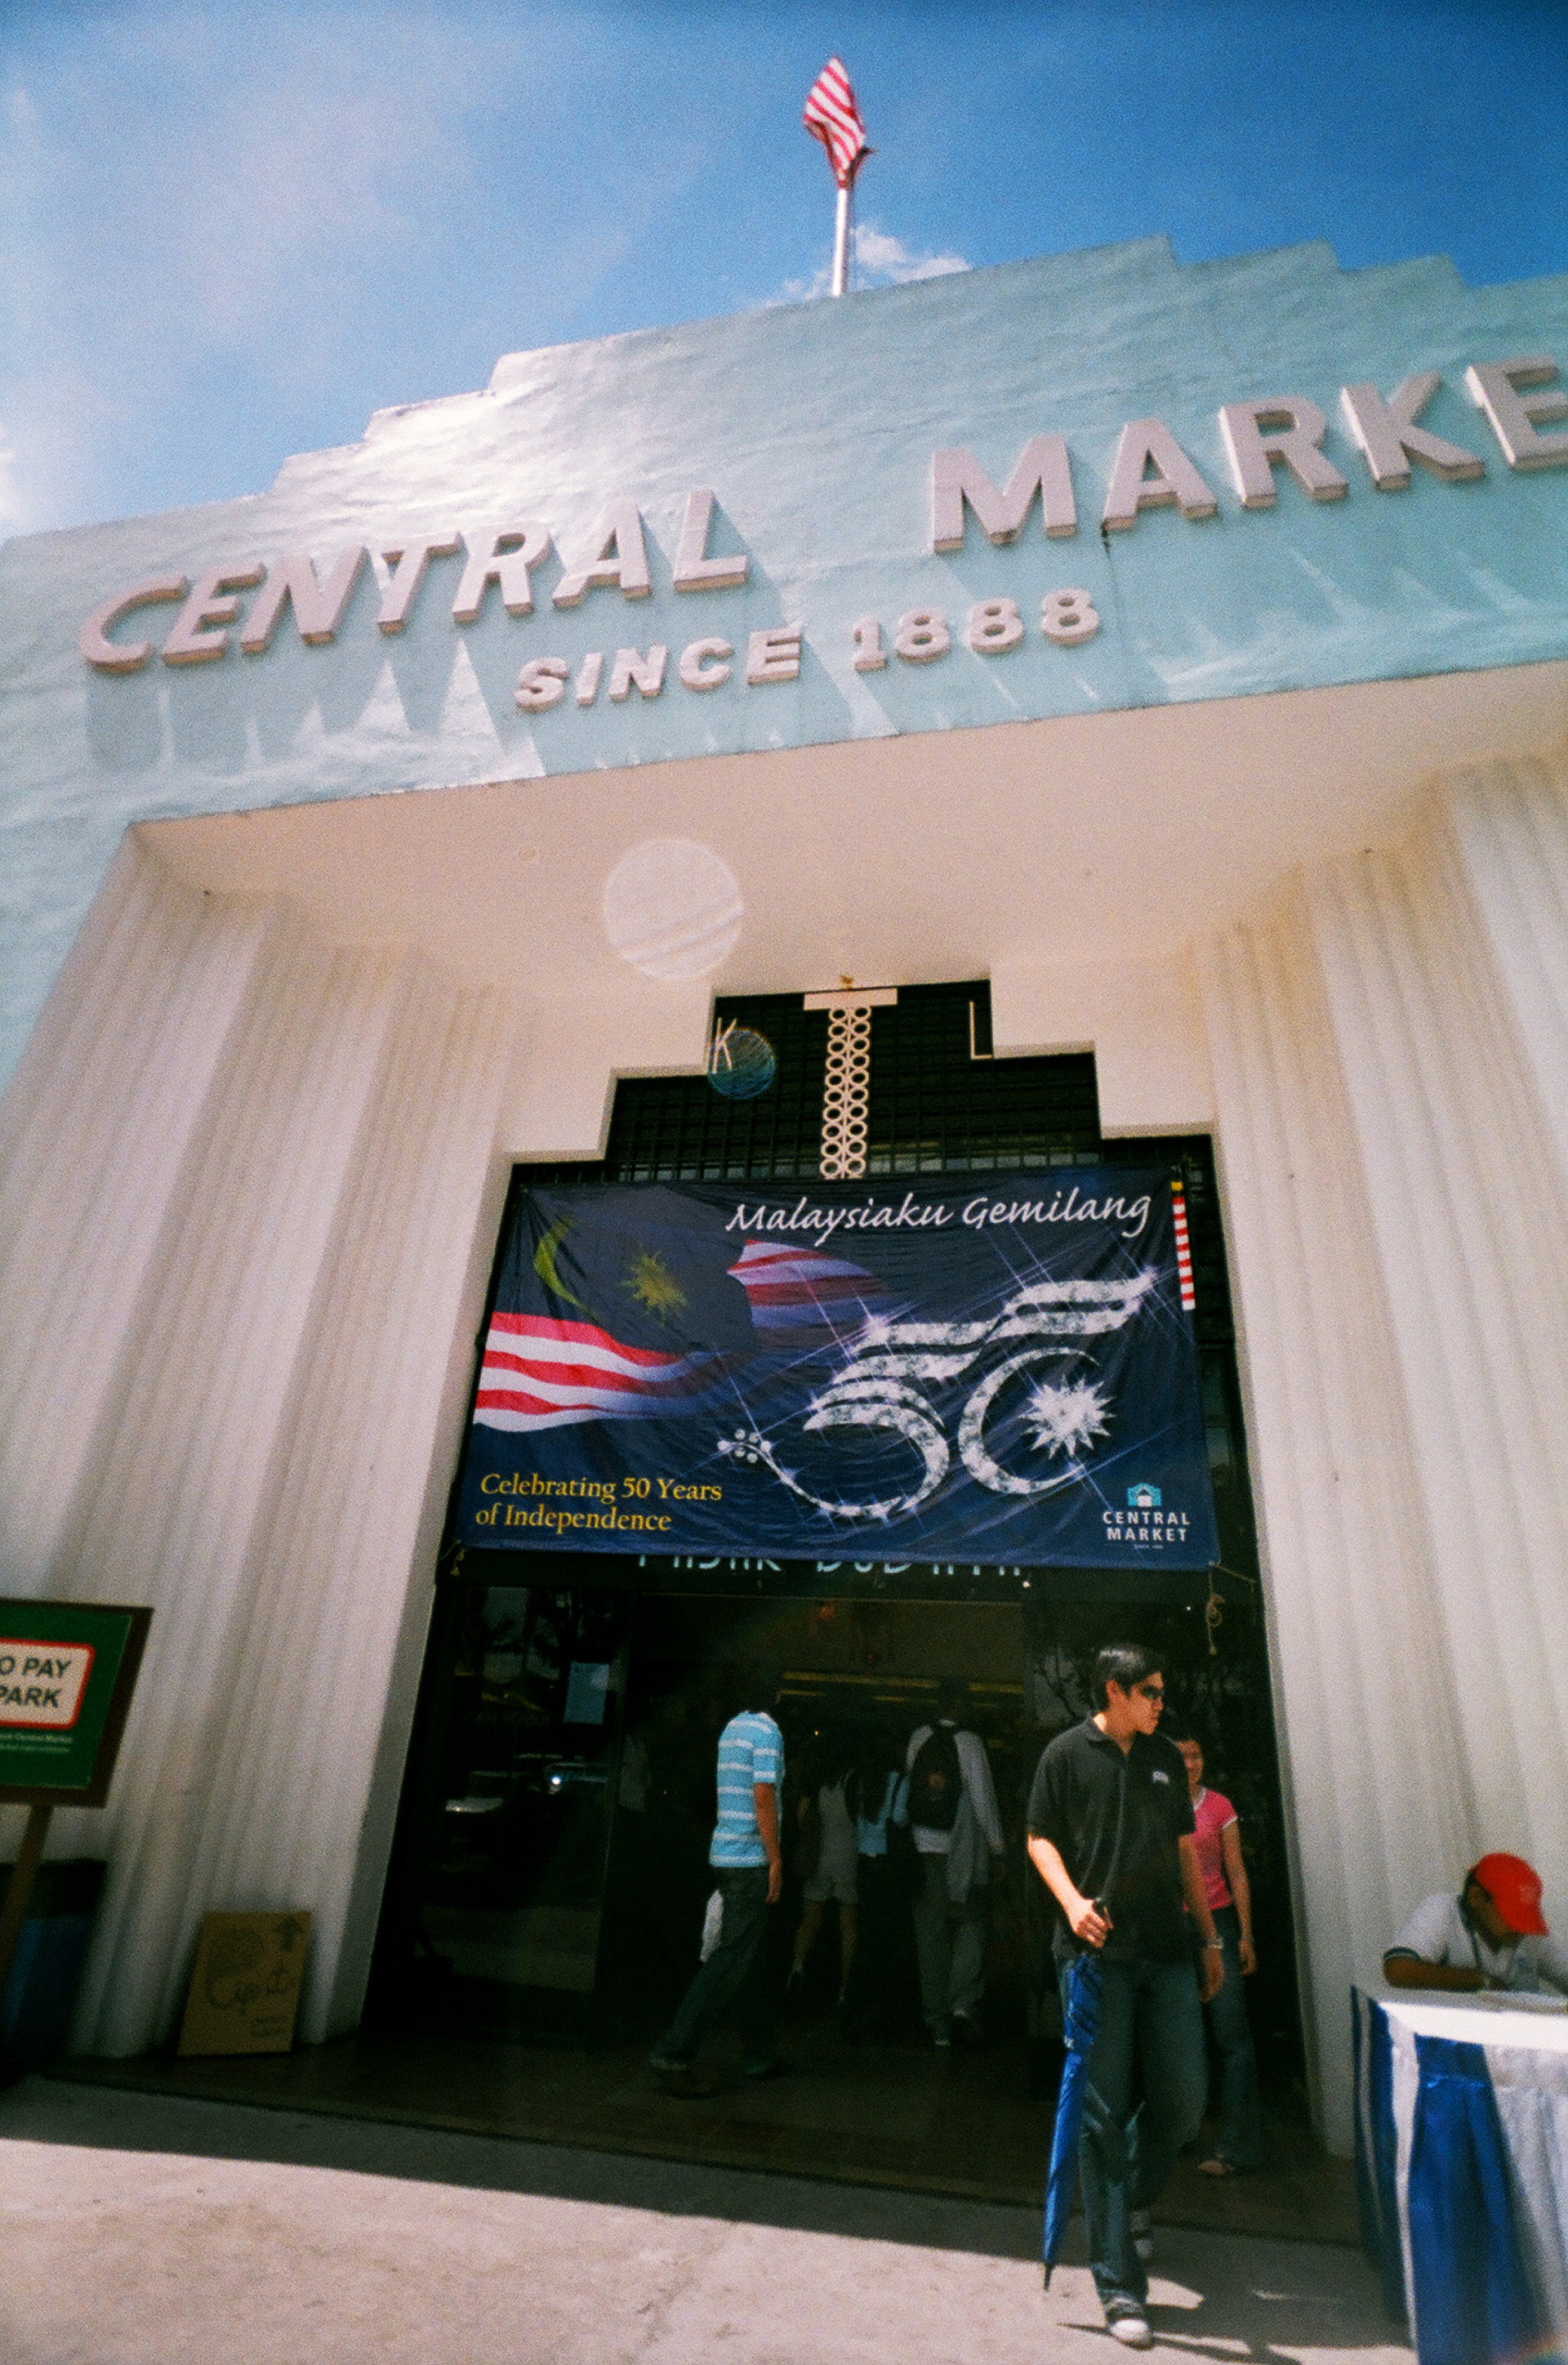 CENTRAL MARKE
SINCE 1888
K L
Malaysiaku Gemilang
50
Celebrating 50 Years
of Independence
CENTRAL
MARKET
O PAY
PARK